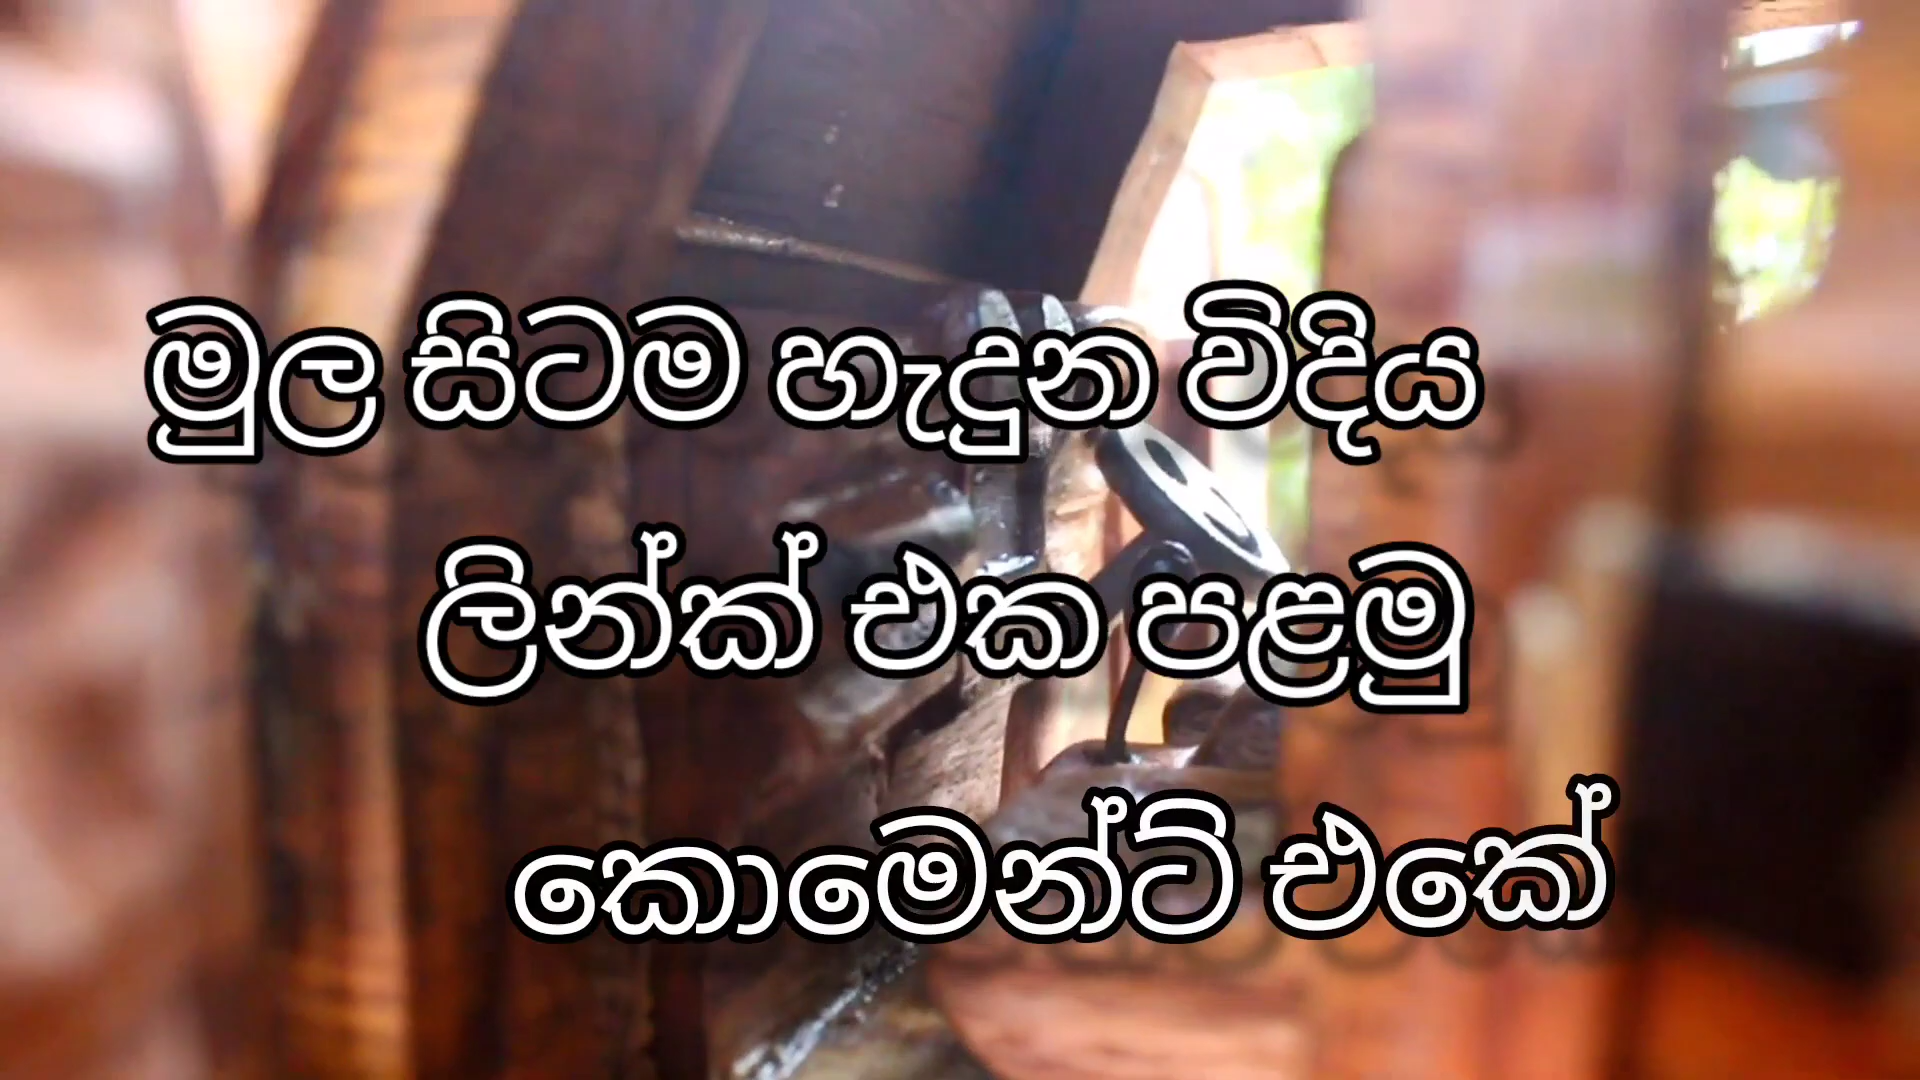 මුල සිටම හැදුන විදිය
ලින්ක් එක පළමු
කොමෙන්ට් එකේ